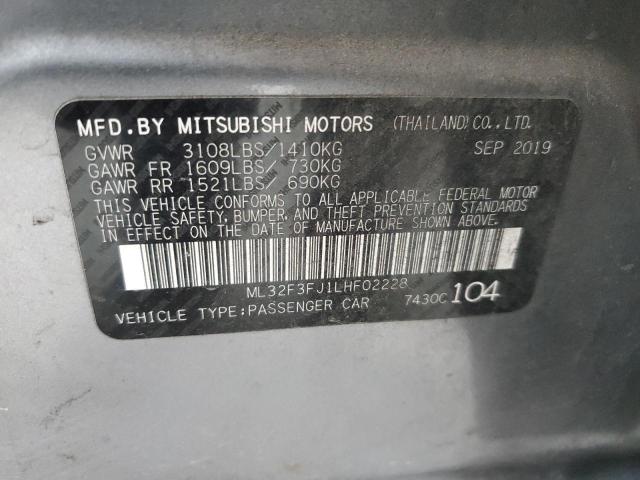 MFD.BY MITSUBISHI MOTORS (THAILAND)CO.,LTD.
GVWR 3108LBS/1410KG SEP 2019
GAWR FR 1609LBS/ 730KG
GAWR RR 1521LBS/ 690KG
THIS VEHICLE CONFORMS TO ALL APPLICABLE FEDERAL MOTOR
VEHICLE SAFETY, BUMPER, AND THEFT PREVENTION STANDARDS
IN EFFECT ON THE DATE OF MANUFACTURE SHOWN ABOVE.
ML32F3FJ1LHF02228
VEHICLE TYPE:PASSENGER CAR 7430C 104